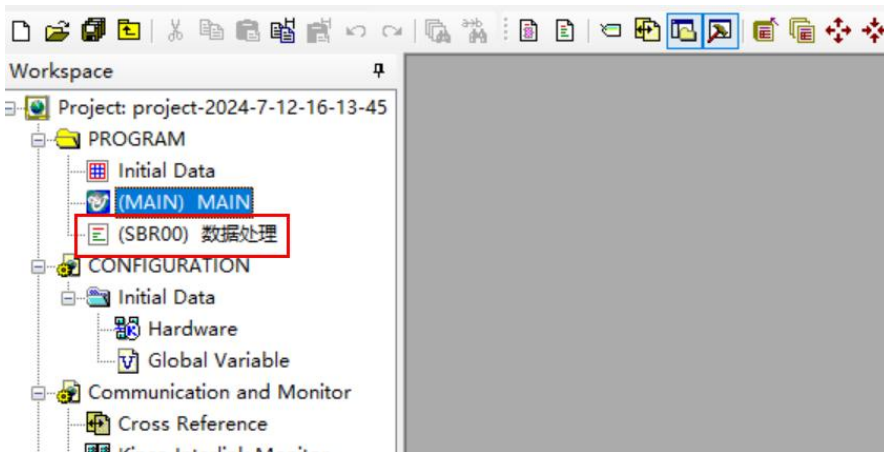 Workspace
Project: project-2024-7-12-16-13-45
PROGRAM
Initial Data
(MAIN) MAIN
(SBR00) 数据处理
CONFIGURATION
Initial Data
Hardware
Global Variable
Communication and Monitor
Cross Reference